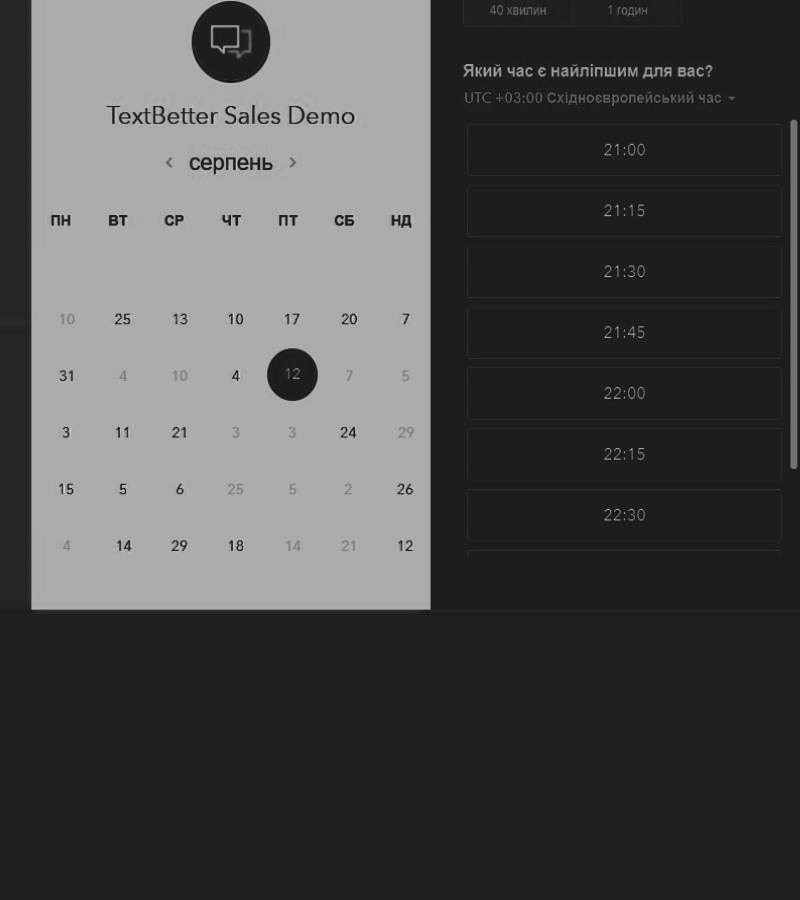 TextBetter Sales Demo
серпень
ПН ВТ СР ЧТ ПТ СБ НД
10 25 13 10 17 20 7
31 4 10 4 12 7 5
3 11 21 3 3 24 29
15 5 6 25 5 2 26
4 14 29 18 14 21 12
40 хвилин 1 годин
Який час є найліпшим для вас?
UTC +03:00 Східноєвропейський час
21:00
21:15
21:30
21:45
22:00
22:15
22:30